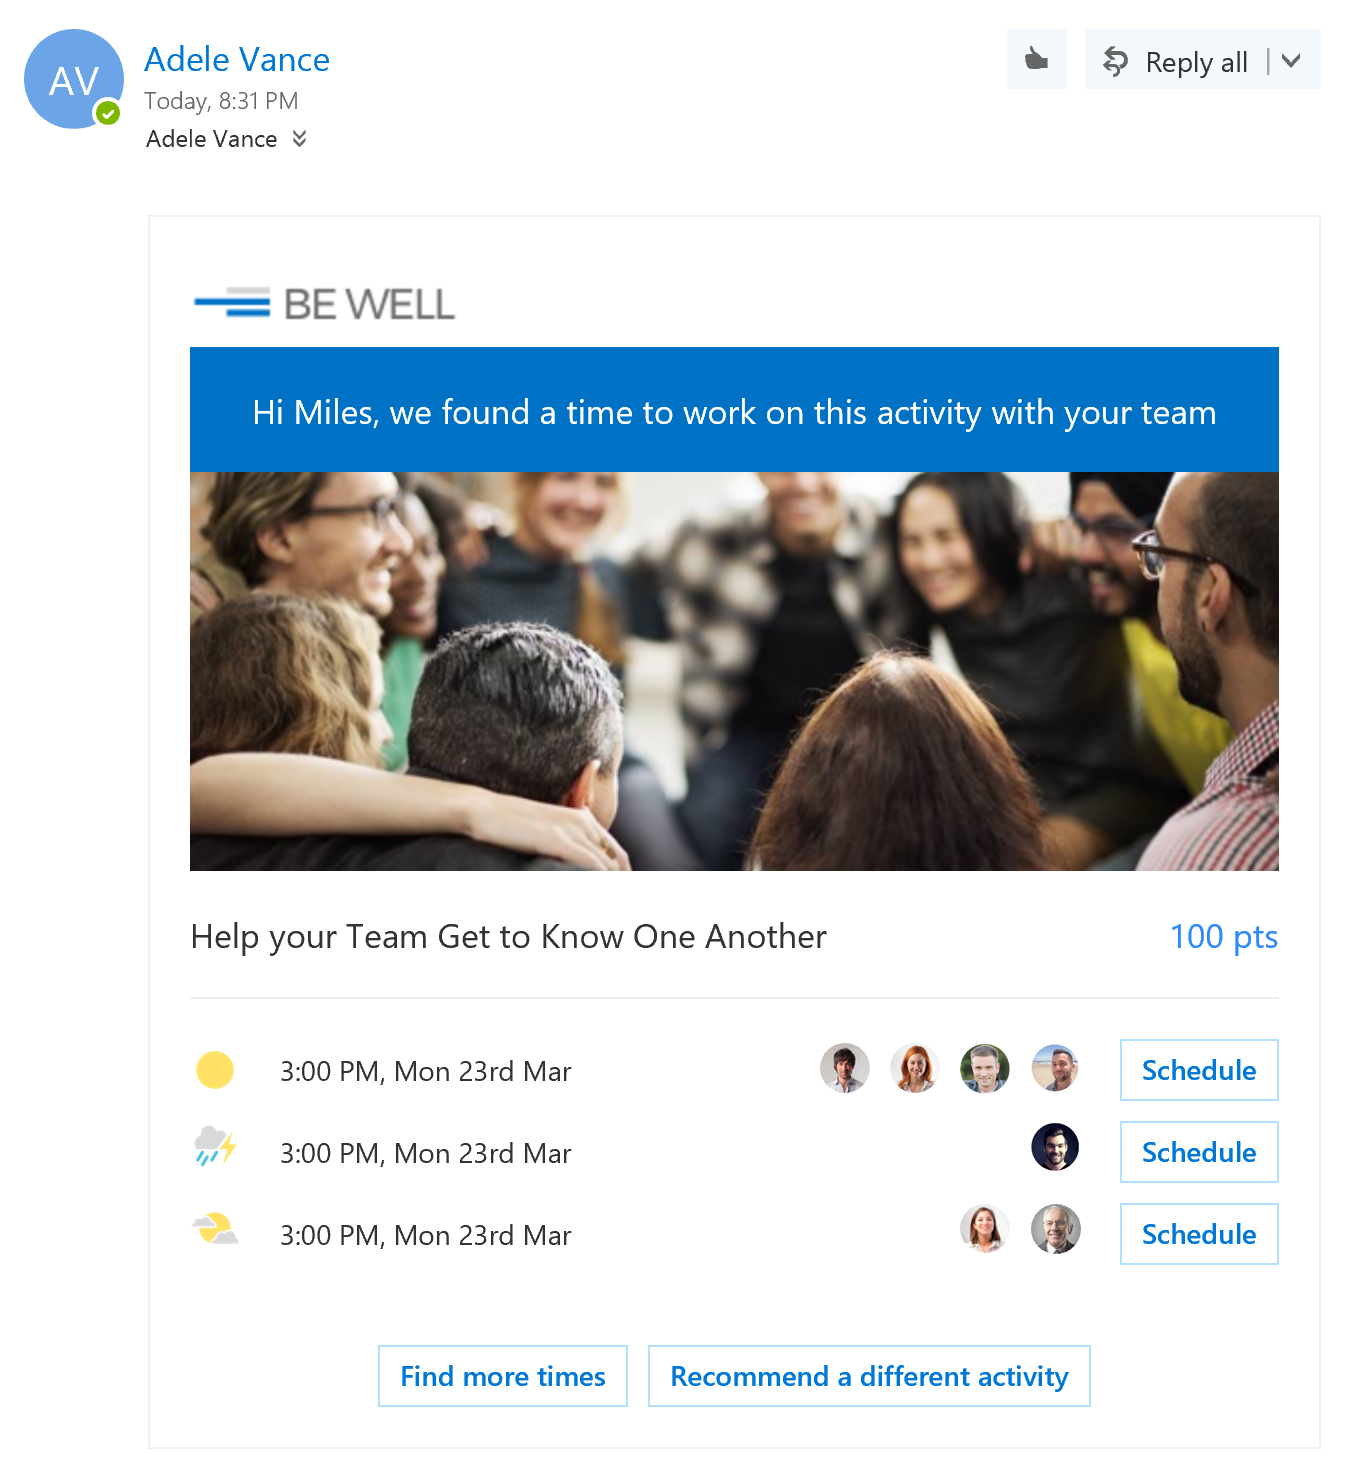 AV
Adele Vance
Today, 8:31 PM
Adele Vance
Reply all
BE WELL
Hi Miles, we found a time to work on this activity with your team
Help your Team Get to Know One Another
100 pts
3:00 PM, Mon 23rd Mar
Schedule
3:00 PM, Mon 23rd Mar
Schedule
3:00 PM, Mon 23rd Mar
Schedule
Find more times
Recommend a different activity